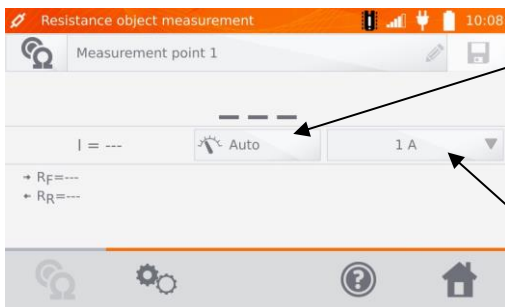 Resistance object measurement 10:08
Measurement point 1
I = --- Auto 1 A
RF=---
RR=---